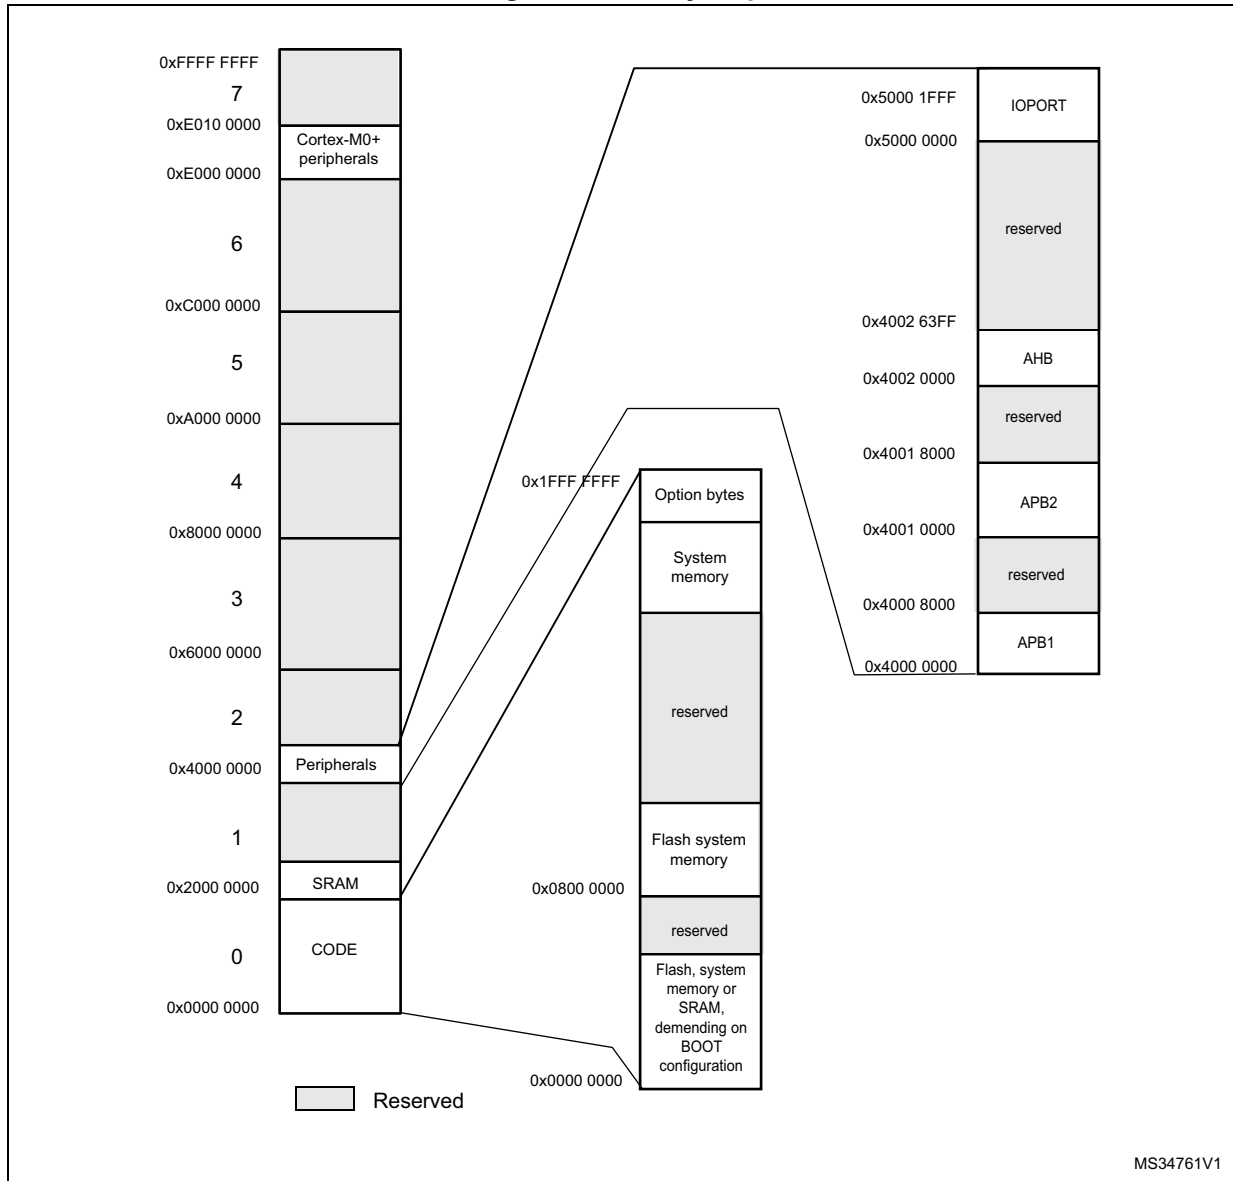 0xFFFF FFFF
7
0xE010 0000
Cortex-M0+
peripherals
0xE000 0000
6
0xC000 0000
5
0xA000 0000
4
0x8000 0000
3
0x6000 0000
2
0x4000 0000
Peripherals
1
0x2000 0000
SRAM
0
CODE
0x0000 0000
Reserved
0x1FFF FFFF
Option bytes
System
memory
reserved
Flash system
memory
0x0800 0000
reserved
Flash, system
memory or
SRAM,
demending on
BOOT
configuration
0x0000 0000
0x5000 1FFF
IOPORT
0x5000 0000
reserved
0x4002 63FF
AHB
0x4002 0000
reserved
0x4001 8000
APB2
0x4001 0000
reserved
0x4000 8000
APB1
0x4000 0000
MS34761V1